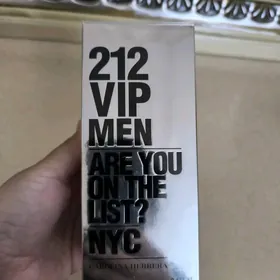 212
VIP
MEN
ARE YOU
ON THE
LIST?
NYC
CAROLINA HERRERA